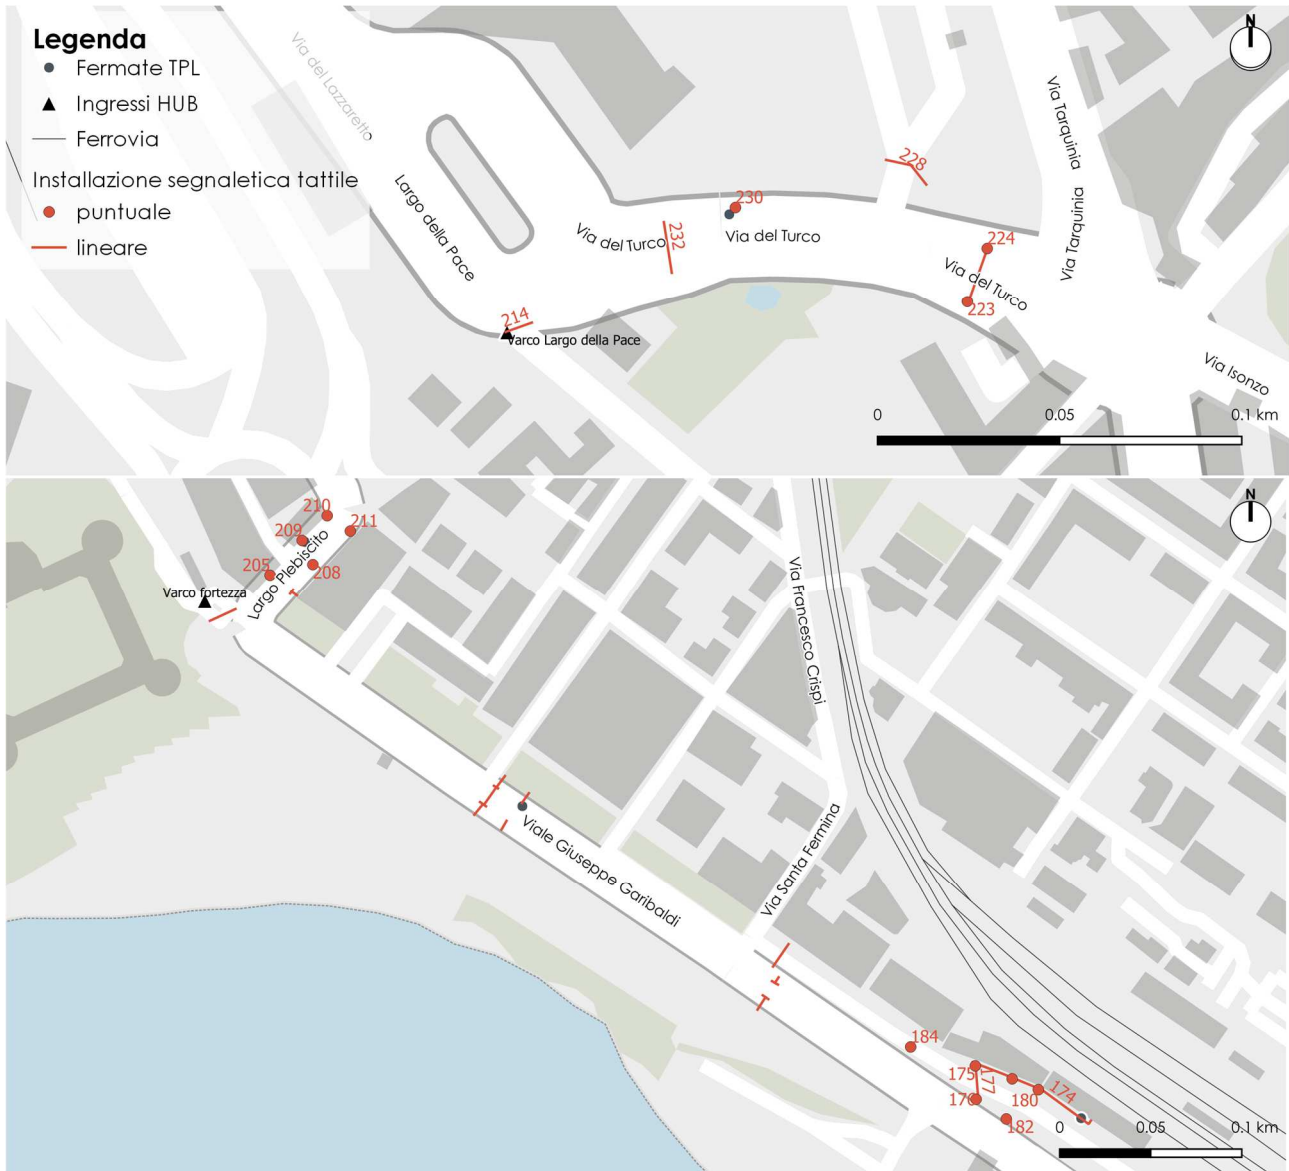 Legenda
Fermate TPL
Ingressi HUB
Ferrovia
Installazione segnaletica tattile
puntuale
lineare
N
Via del Lazzaretto
Largo della Pace
Via del Turco
232
230
Via del Turco
228
Via Tarquinia
Via Tarquinia
224
Via del Turco
223
214
Varco Largo della Pace
Via Isonzo
0 0.05 0.1 km
N
210
211
209
208
205
Largo Plebiscito
Varco fortezza
Via Francesco Crispi
Via Santa Fermina
Viale Giuseppe Garibaldi
184
175
177
180
174
182
0 0.05 0.1 km